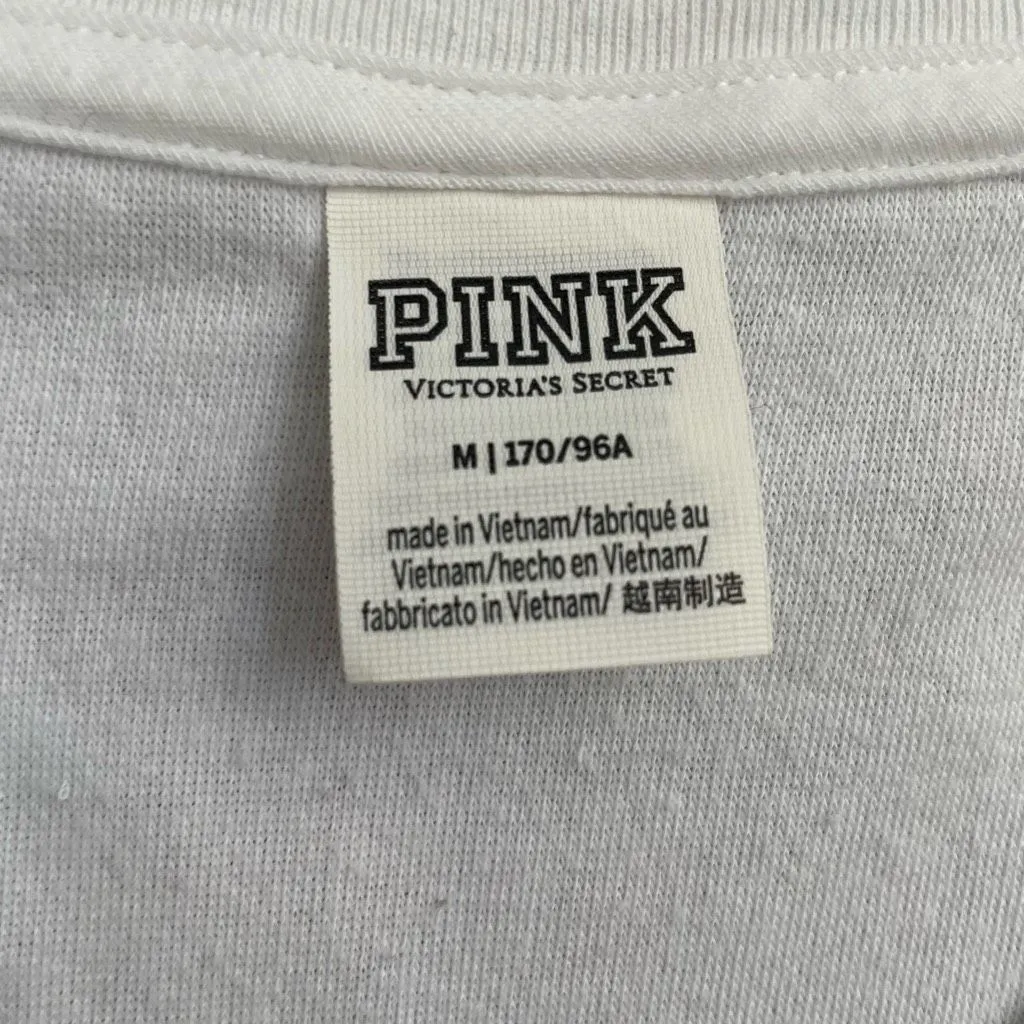 PINK
VICTORIA'S SECRET
M | 170/96A
made in Vietnam/fabriqué au
Vietnam/hecho en Vietnam/
fabbricato in Vietnam/ 越南制造